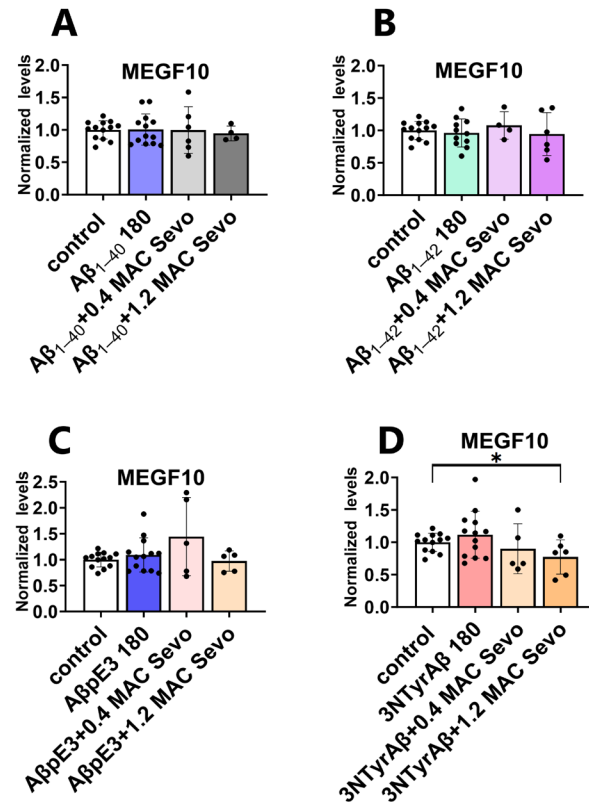 A
MEGF10
Normalized levels
2.0
1.5
1.0
0.5
0.0
control
Aβ1–40 180
Aβ1–40+0.4 MAC Sevo
Aβ1–40+1.2 MAC Sevo
B
MEGF10
Normalized levels
2.0
1.5
1.0
0.5
0.0
control
Aβ1–42 180
Aβ1–42+0.4 MAC Sevo
Aβ1–42+1.2 MAC Sevo
C
MEGF10
Normalized levels
2.5
2.0
1.5
1.0
0.5
0.0
control
AβpE3 180
AβpE3+0.4 MAC Sevo
AβpE3+1.2 MAC Sevo
D
MEGF10
*
Normalized levels
2.0
1.5
1.0
0.5
0.0
control
3NTyrAβ 180
3NTyrAβ+0.4 MAC Sevo
3NTyrAβ+1.2 MAC Sevo